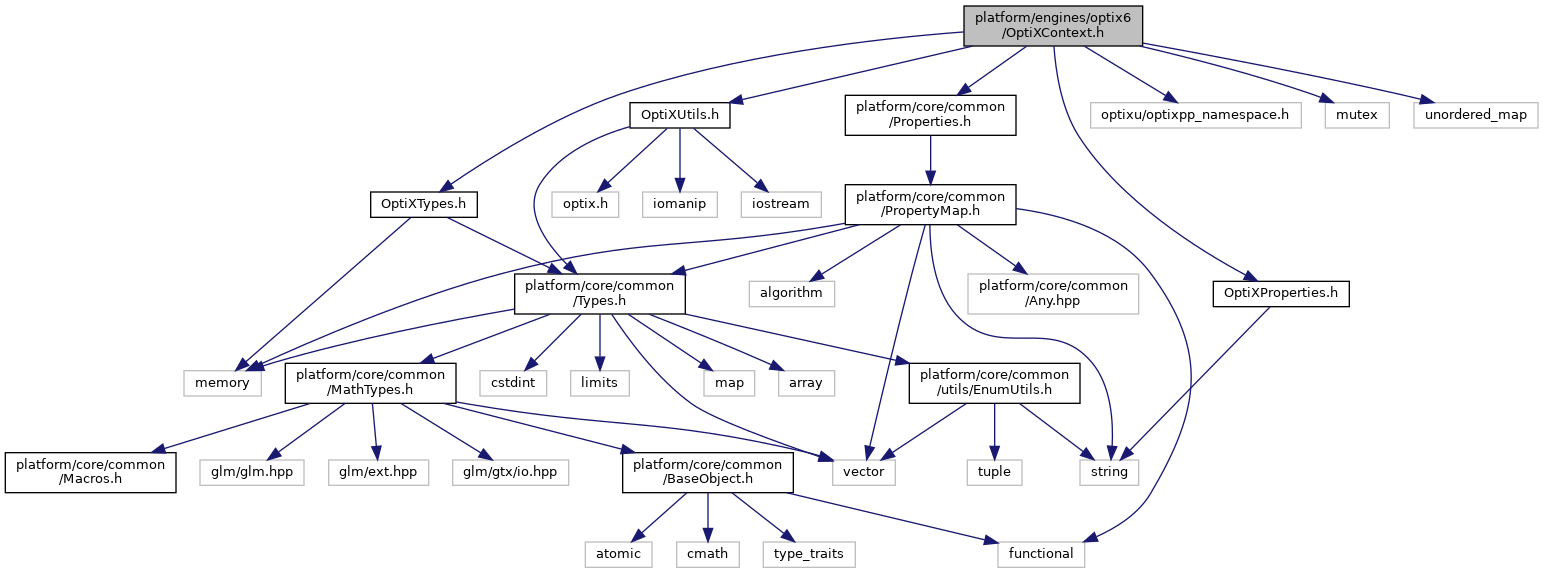 platform/engines/optix6
/OptiXContext.h
OptiXUtils.h
platform/core/common
/Properties.h
optixu/optixpp_namespace.h
mutex
unordered_map
OptiXTypes.h
optix.h
iomanip
iostream
platform/core/common
/PropertyMap.h
platform/core/common
/Types.h
algorithm
platform/core/common
/Any.hpp
OptiXProperties.h
memory
platform/core/common
/MathTypes.h
cstdint
limits
map
array
platform/core/common
/utils/EnumUtils.h
platform/core/common
/Macros.h
glm/glm.hpp
glm/ext.hpp
glm/gtx/io.hpp
platform/core/common
/BaseObject.h
vector
tuple
string
atomic
cmath
type_traits
functional